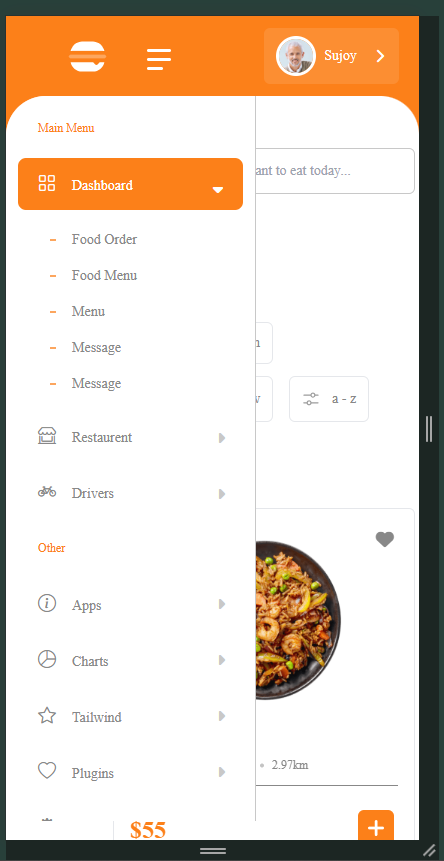 Sujoy
Main Menu
ant to eat today...
Dashboard
Food Order
Food Menu
Menu
Message
Message
a - z
Restaurent
Drivers
Other
Apps
Charts
Tailwind
2.97km
Plugins
$55